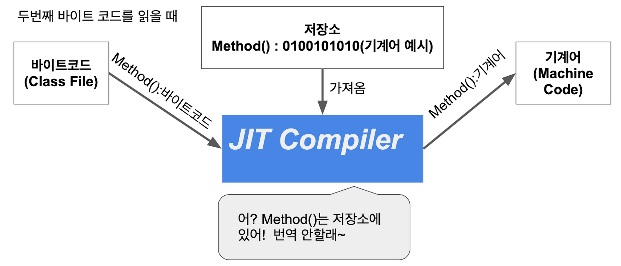 두번째 바이트 코드를 읽을 때
저장소
Method() : 0100101010(기계어 예시)
바이트코드
(Class File)
Method():바이트코드
가져옴
Method():기계어
기계어
(Machine
Code)
JIT Compiler
어? Method()는 저장소에
있어! 번역 안할래~